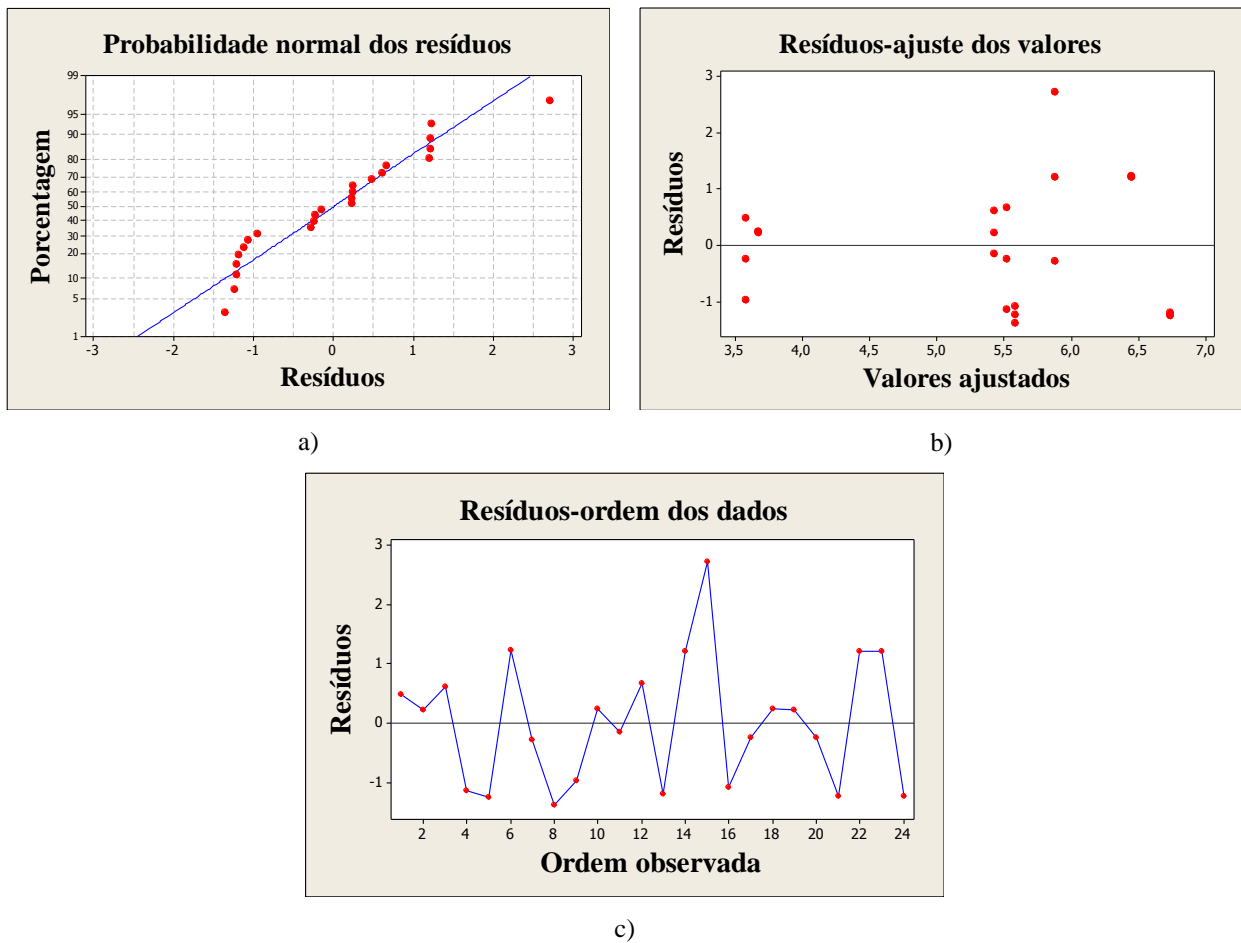 Probabilidade normal dos resíduos
99
95
90
80
70
60
50
40
30
20
10
5
1
Porcentagem
-3 -2 -1 0 1 2 3
Resíduos
a)
Resíduos-ajuste dos valores
3
2
1
0
-1
Resíduos
3,5 4,0 4,5 5,0 5,5 6,0 6,5 7,0
Valores ajustados
b)
Resíduos-ordem dos dados
3
2
1
0
-1
Resíduos
2 4 6 8 10 12 14 16 18 20 22 24
Ordem observada
c)